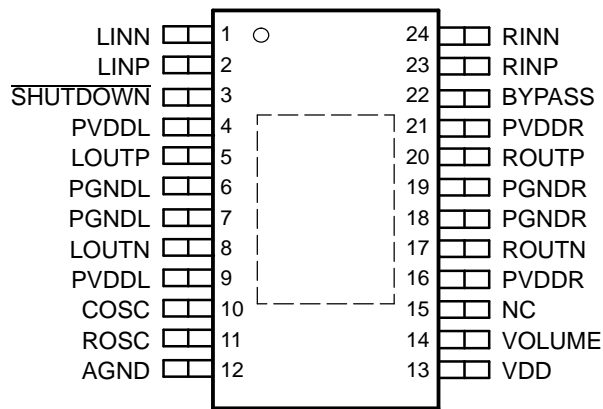 LINN 1 24 RINN
LINP 2 23 RINP
SHUTDOWN 3 22 BYPASS
PVDDL 4 21 PVDDR
LOUTP 5 20 ROUTP
PGNDL 6 19 PGNDR
PGNDL 7 18 PGNDR
LOUTN 8 17 ROUTN
PVDDL 9 16 PVDDR
COSC 10 15 NC
ROSC 11 14 VOLUME
AGND 12 13 VDD